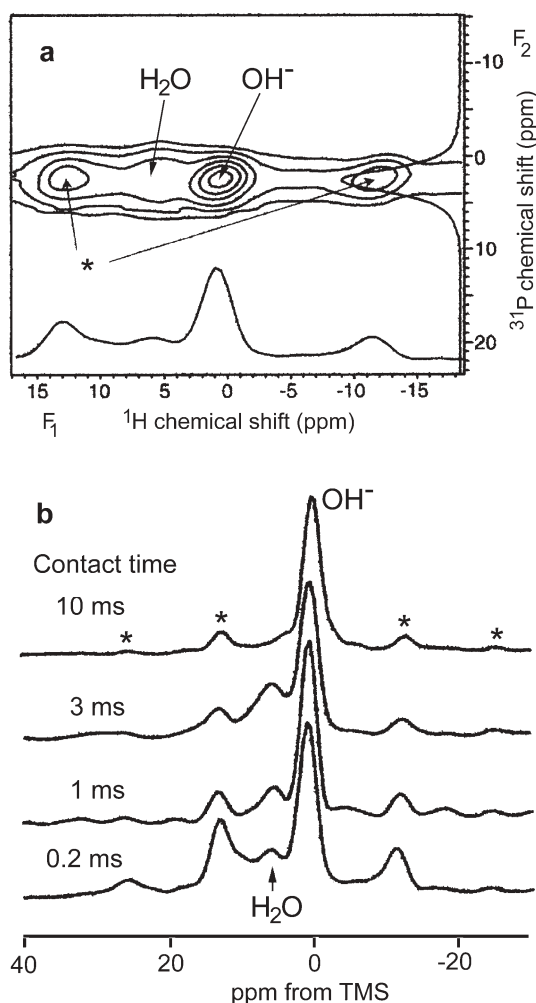 a
F₂
H₂O OH⁻
-10
0
10
20
*
³¹P chemical shift (ppm)
15 10 5 0 -5 -10 -15
F₁ ¹H chemical shift (ppm)
b
OH⁻
Contact time
10 ms
* * * *
3 ms
1 ms
0.2 ms
H₂O
40 20 0 -20
ppm from TMS